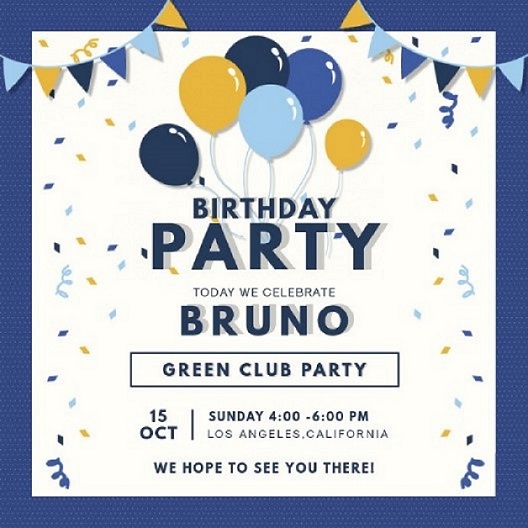 BIRTHDAY
PARTY
TODAY WE CELEBRATE
BRUNO
GREEN CLUB PARTY
15
OCT
SUNDAY 4:00 -6:00 PM
LOS ANGELES,CALIFORNIA
WE HOPE TO SEE YOU THERE!